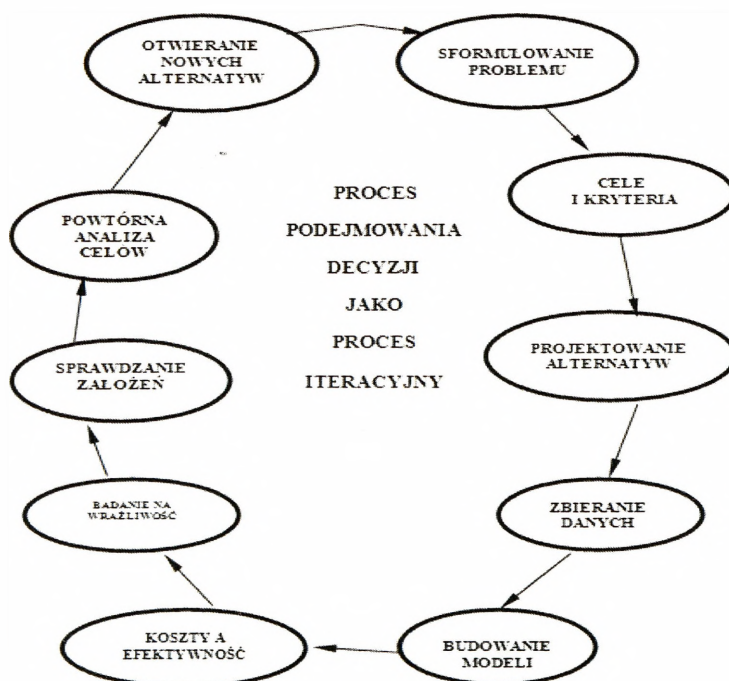 OTWIERANIE
NOWYCH
ALTERNATYW
SFORMUŁOWANIE
PROBLEMU
CELE
I KRYTERIA
PROJEKTOWANIE
ALTERNATYW
ZBIERANIE
DANYCH
BUDOWANIE
MODELI
KOSZTY A
EFEKTYWNOŚĆ
BADANIE NA
WRAŻLIWOŚĆ
SPRAWDZANIE
ZAŁOŻEŃ
POWTÓRNA
ANALIZA
CELÓW
PROCES
PODEJMOWANIA
DECYZJI
JAKO
PROCES
ITERACYJNY